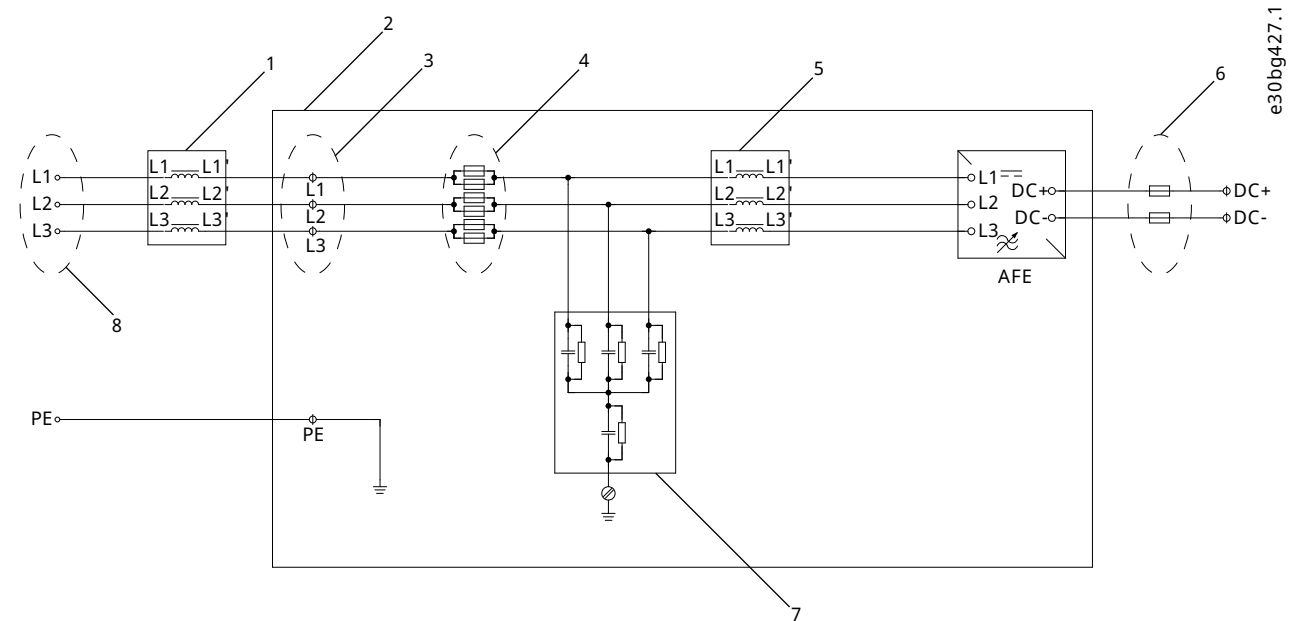 2
1
3
4
5
6
e30bg427.1
L1
L1 L1'
L1
L1 L1'
L1
DC+
DC+
L2
L2 L2'
L2
L2 L2'
L2
DC-
DC-
L3
L3 L3'
L3
L3 L3'
L3
AFE
8
PE
PE
7